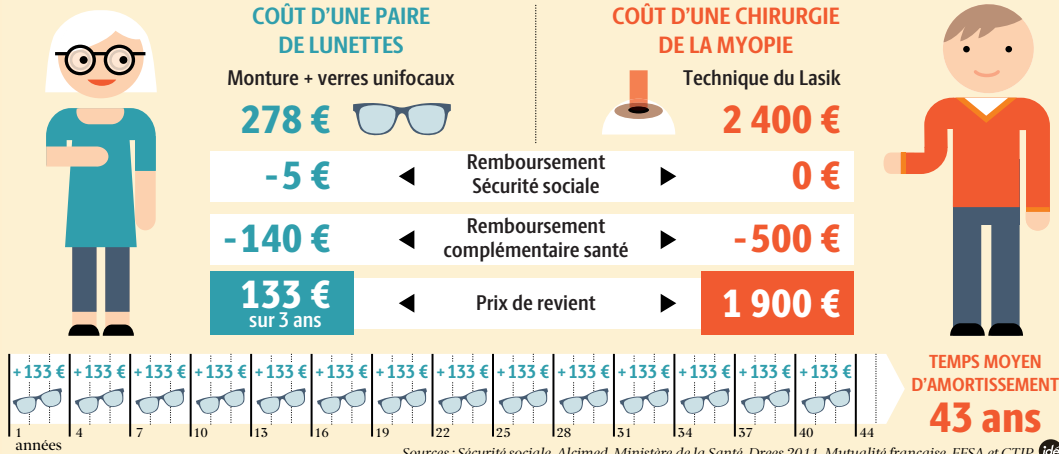 COÛT D'UNE PAIRE
DE LUNETTES
Monture + verres unifocaux
278 €
COÛT D'UNE CHIRURGIE
DE LA MYOPIE
Technique du Lasik
2 400 €
-5 €
Remboursement
Sécurité sociale
0 €
-140 €
Remboursement
complémentaire santé
-500 €
133 €
sur 3 ans
Prix de revient
1 900 €
+133 € +133 € +133 € +133 € +133 € +133 € +133 € +133 € +133 € +133 € +133 € +133 € +133 € +133 €
1 4 7 10 13 16 19 22 25 28 31 34 37 40 44
années
TEMPS MOYEN
D'AMORTISSEMENT
43 ans
Sources : Sécurité sociale, Alcimed, Ministère de la Santé, Drees 2011, Mutualité française, FFSA et CTIP
idé